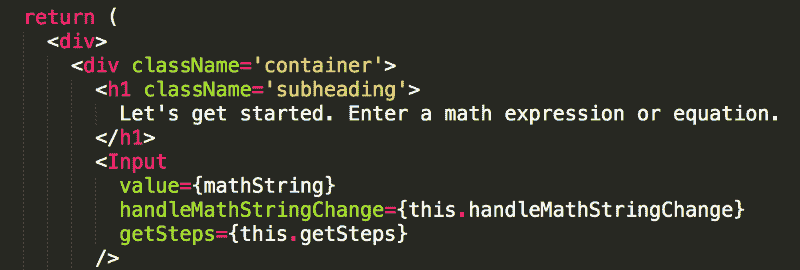 return (
<div>
<div className='container'>
<h1 className='subheading'>
Let's get started. Enter a math expression or equation.
</h1>
<Input
value={mathString}
handleMathStringChange={this.handleMathStringChange}
getSteps={this.getSteps}
/>